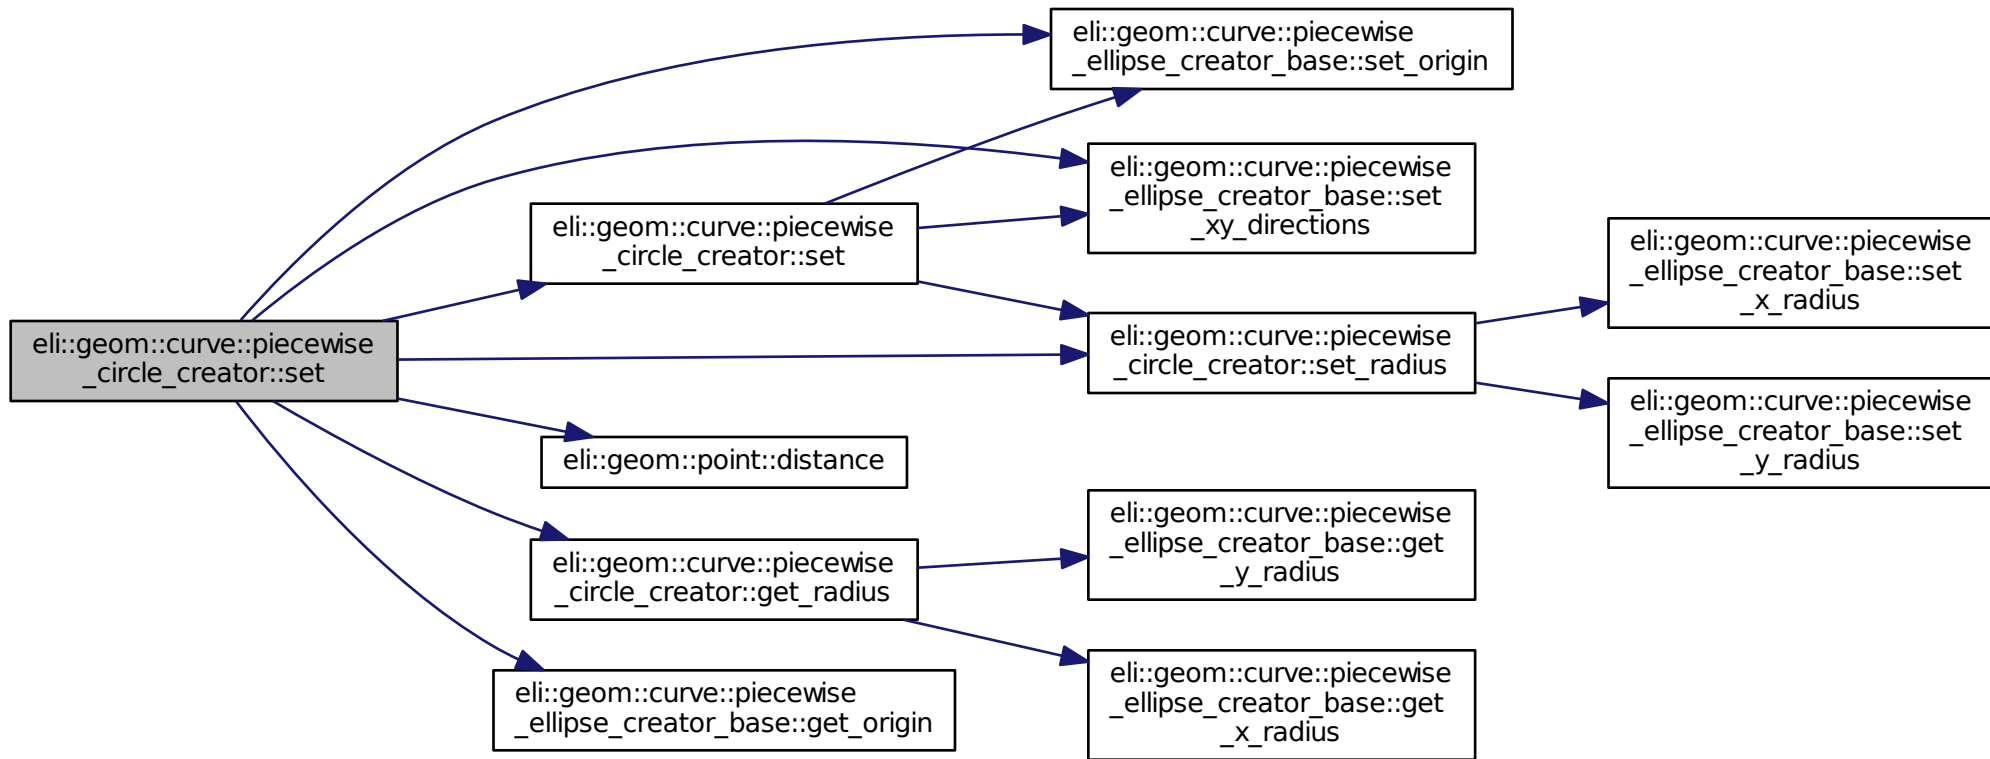 eli::geom::curve::piecewise
_circle_creator::set
eli::geom::curve::piecewise
_ellipse_creator_base::set_origin
eli::geom::curve::piecewise
_ellipse_creator_base::set
_xy_directions
eli::geom::curve::piecewise
_circle_creator::set
eli::geom::curve::piecewise
_circle_creator::set_radius
eli::geom::curve::piecewise
_ellipse_creator_base::set
_x_radius
eli::geom::curve::piecewise
_ellipse_creator_base::set
_y_radius
eli::geom::point::distance
eli::geom::curve::piecewise
_circle_creator::get_radius
eli::geom::curve::piecewise
_ellipse_creator_base::get
_y_radius
eli::geom::curve::piecewise
_ellipse_creator_base::get
_x_radius
eli::geom::curve::piecewise
_ellipse_creator_base::get_origin